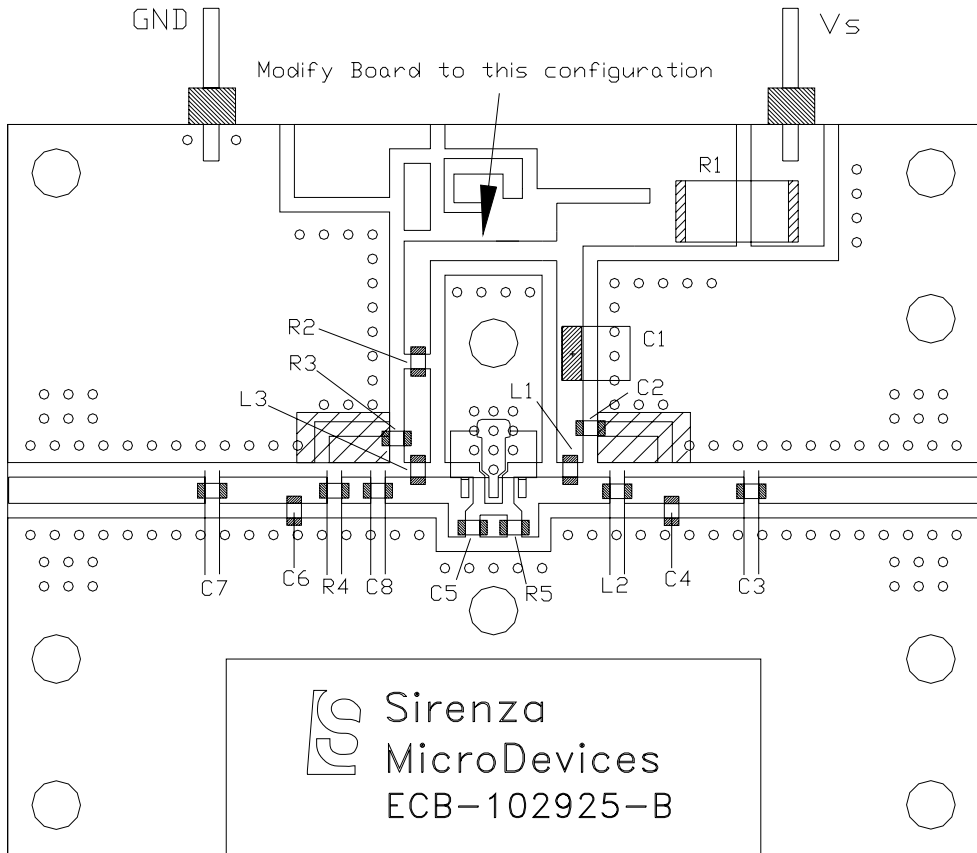 GND
Vs
Modify Board to this configuration
R1
R2
C1
R3
L3
L1
C2
C7
C6
R4
C8
C5
R5
L2
C4
C3
Sirenza
MicroDevices
ECB-102925-B